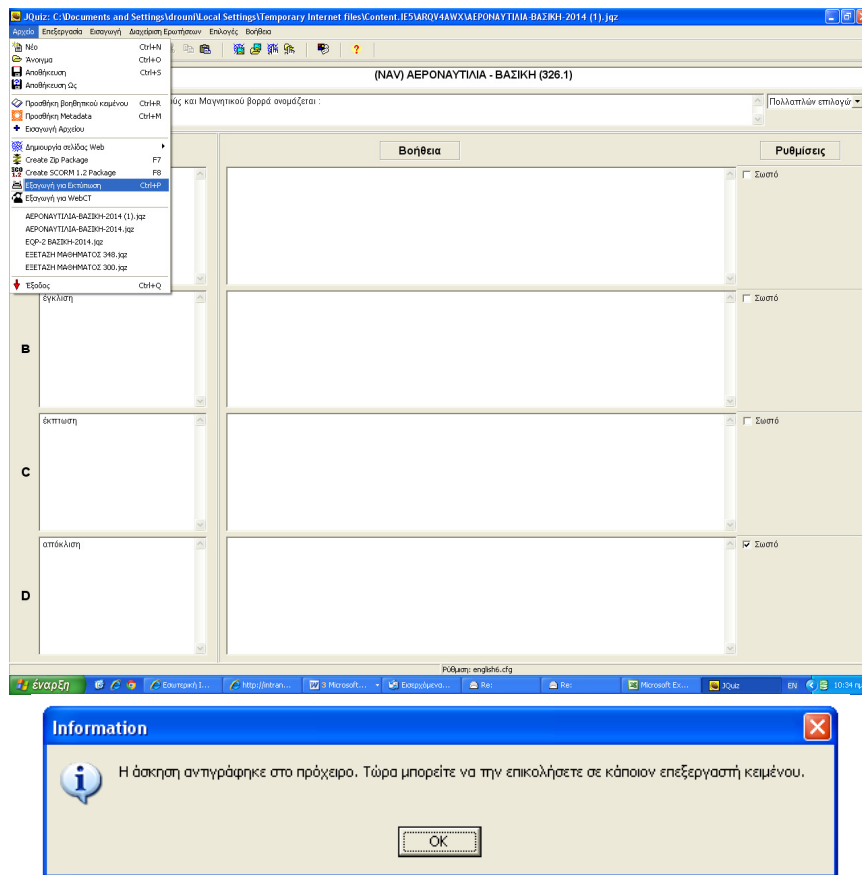 JQuiz: C:\Documents and Settings\drouni\Local Settings\Temporary Internet files\Content.IE5\ARQV4AWX\ΑΕΡΟΝΑΥΤΙΛΙΑ-ΒΑΣΙΚΗ-2014 (1).jqz
Αρχείο Επεξεργασία Εισαγωγή Διαχείριση Ερωτήσεων Επιλογές Βοήθεια
Νέο Ctrl+N
Άνοιγμα Ctrl+O
Αποθήκευση Ctrl+S
Αποθήκευση Ως
Προσθήκη βοηθητικού κειμένου Ctrl+R
Προσθήκη Metadata Ctrl+M
Εισαγωγή Αρχείου
Δημιουργία σελίδας Web
Create Zip Package F7
Create SCORM 1.2 Package F8
Εξαγωγή για Εκτύπωση Ctrl+P
Εξαγωγή για WebCT
ΑΕΡΟΝΑΥΤΙΛΙΑ-ΒΑΣΙΚΗ-2014 (1).jqz
ΑΕΡΟΝΑΥΤΙΛΙΑ-ΒΑΣΙΚΗ-2014.jqz
EQP-2 ΒΑΣΙΚΗ-2014.jqz
ΕΞΕΤΑΣΗ ΜΑΘΗΜΑΤΟΣ 348.jqz
ΕΞΕΤΑΣΗ ΜΑΘΗΜΑΤΟΣ 300.jqz
Έξοδος Ctrl+Q
(NAV) ΑΕΡΟΝΑΥΤΙΛΙΑ - ΒΑΣΙΚΗ (326.1)
ούς και Μαγνητικού βορρά ονομάζεται :
Πολλαπλών επιλογώ
Βοήθεια Ρυθμίσεις
Σωστό
B έγκλιση Σωστό
C έκπτωση Σωστό
D απόκλιση Σωστό
Ρύθμιση: english6.cfg
έναρξη Εσωτερική Ι... http://intran... 3 Microsoft... Εισερχόμενα... Re: Re: Microsoft Ex... JQuiz EN 10:34 πμ
Information
Η άσκηση αντιγράφηκε στο πρόχειρο. Τώρα μπορείτε να την επικολήσετε σε κάποιον επεξεργαστή κειμένου.
OK